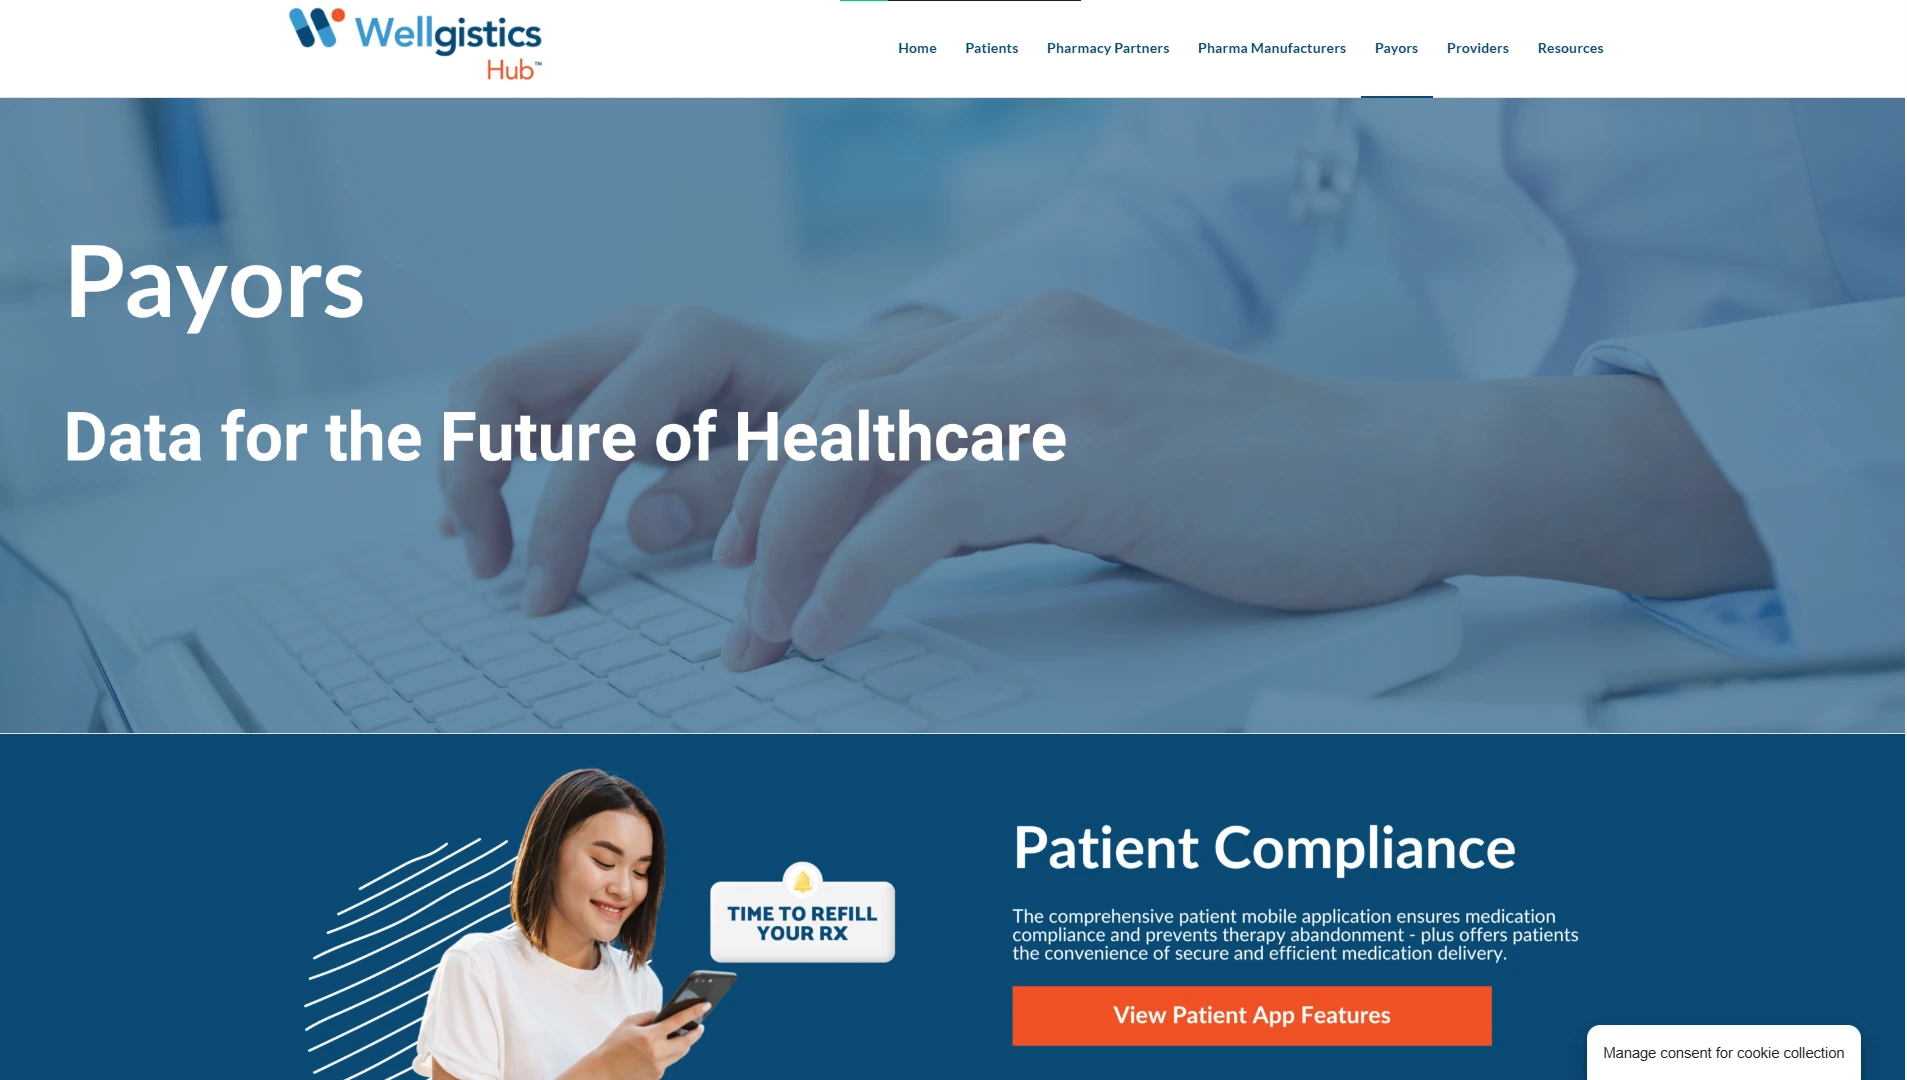 Wellgistics
Hub™
Home Patients Pharmacy Partners Pharma Manufacturers Payors Providers Resources
Payors
Data for the Future of Healthcare
TIME TO REFILL
YOUR RX
Patient Compliance
The comprehensive patient mobile application ensures medication
compliance and prevents therapy abandonment - plus offers patients
the convenience of secure and efficient medication delivery.
View Patient App Features
Manage consent for cookie collection